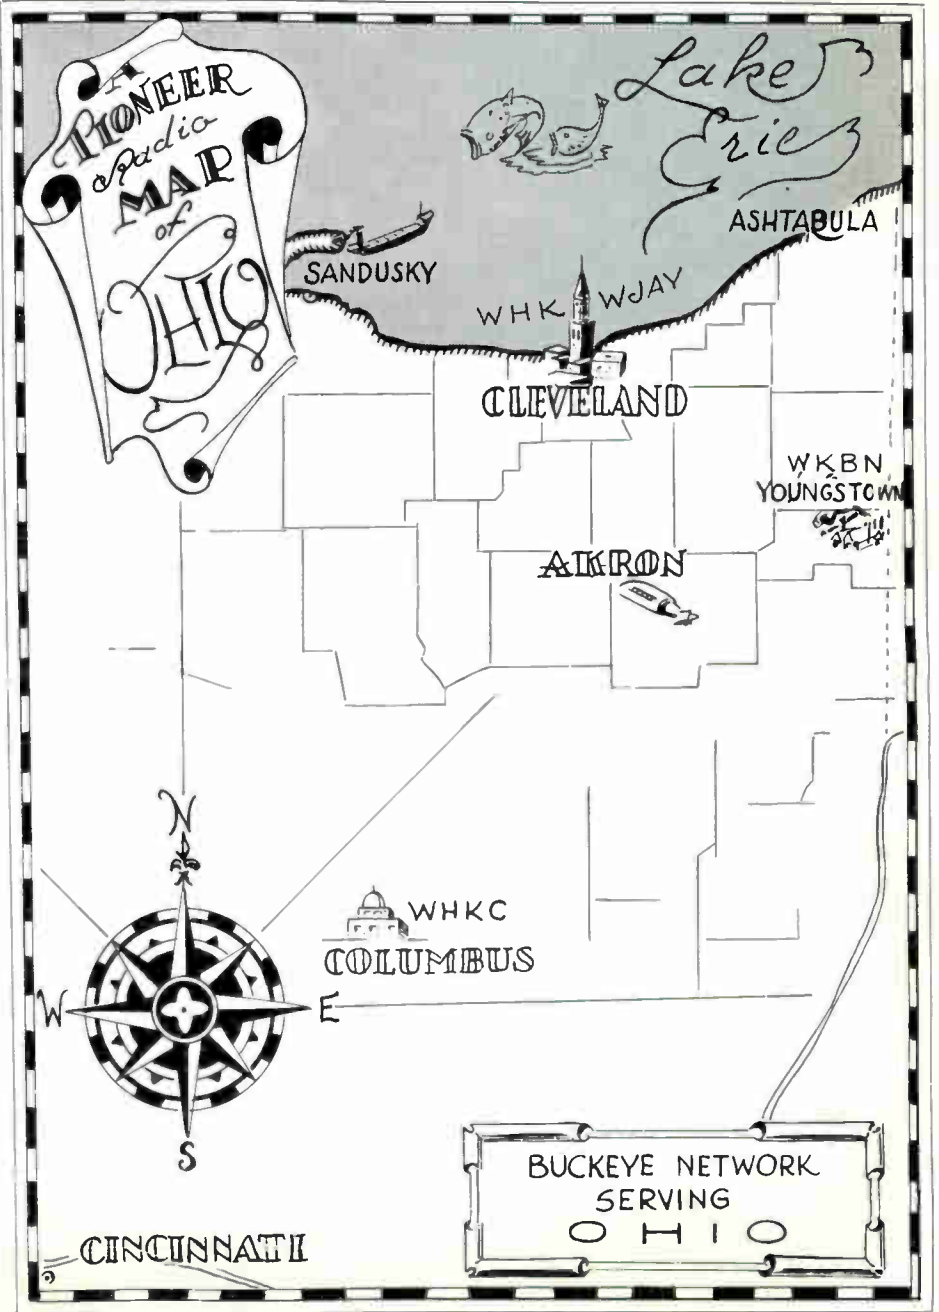 A
PIONEER
Radio
MAP
of
OHIO
Lake
Erie
ASHTABULA
SANDUSKY
WHK WJAY
CLEVELAND
WKBN
YOUNGSTOWN
AKRON
N
WHKC
COLUMBUS
W E
S
BUCKEYE NETWORK
SERVING
OHIO
CINCINNATI